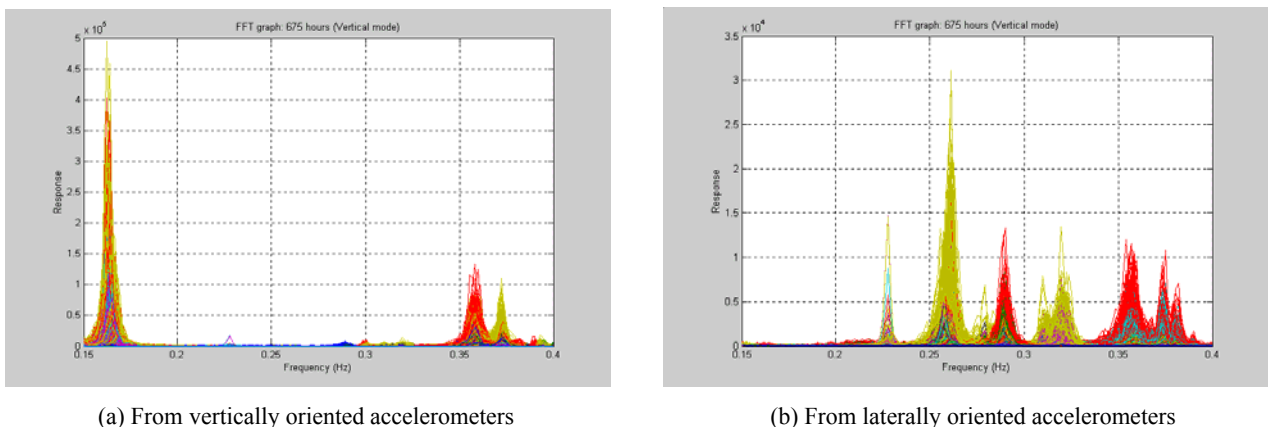 FFT graph: 675 hours (Vertical mode)
x 10^5
5
4.5
4
3.5
3
2.5
2
1.5
1
0.5
0
Response
0.15 0.2 0.25 0.3 0.35 0.4
Frequency (Hz)
(a) From vertically oriented accelerometers
FFT graph: 675 hours (Vertical mode)
x 10^4
3.5
3
2.5
2
1.5
1
0.5
0
Response
0.15 0.2 0.25 0.3 0.35 0.4
Frequency (Hz)
(b) From laterally oriented accelerometers